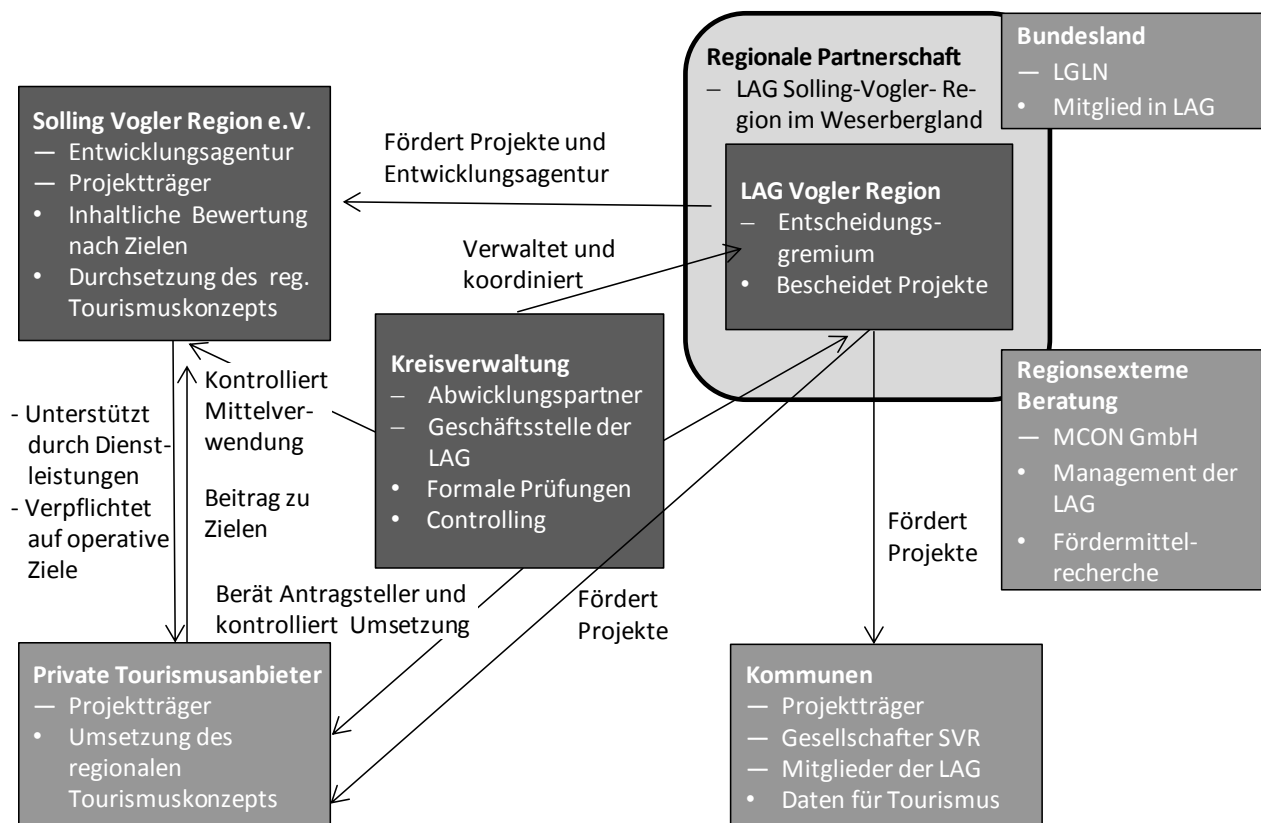 Solling Vogler Region e.V.
— Entwicklungsagentur
— Projektträger
• Inhaltliche Bewertung
nach Zielen
• Durchsetzung des reg.
Tourismuskonzepts
Fördert Projekte und
Entwicklungsagentur
Regionale Partnerschaft
– LAG Solling-Vogler- Re-
gion im Weserbergland
Bundesland
— LGLN
• Mitglied in LAG
LAG Vogler Region
– Entscheidungs-
gremium
• Bescheidet Projekte
Verwaltet und
koordiniert
Kreisverwaltung
– Abwicklungspartner
– Geschäftsstelle der
LAG
• Formale Prüfungen
• Controlling
Kontrolliert
Mittelver-
wendung
- Unterstützt
durch Dienst-
leistungen
- Verpflichtet
auf operative
Ziele
Beitrag zu
Zielen
Regionsexterne
Beratung
— MCON GmbH
• Management der
LAG
• Fördermittel-
recherche
Fördert
Projekte
Berät Antragsteller und
kontrolliert Umsetzung
Fördert
Projekte
Private Tourismusanbieter
— Projektträger
• Umsetzung des
regionalen
Tourismuskonzepts
Kommunen
— Projektträger
— Gesellschafter SVR
— Mitglieder der LAG
• Daten für Tourismus